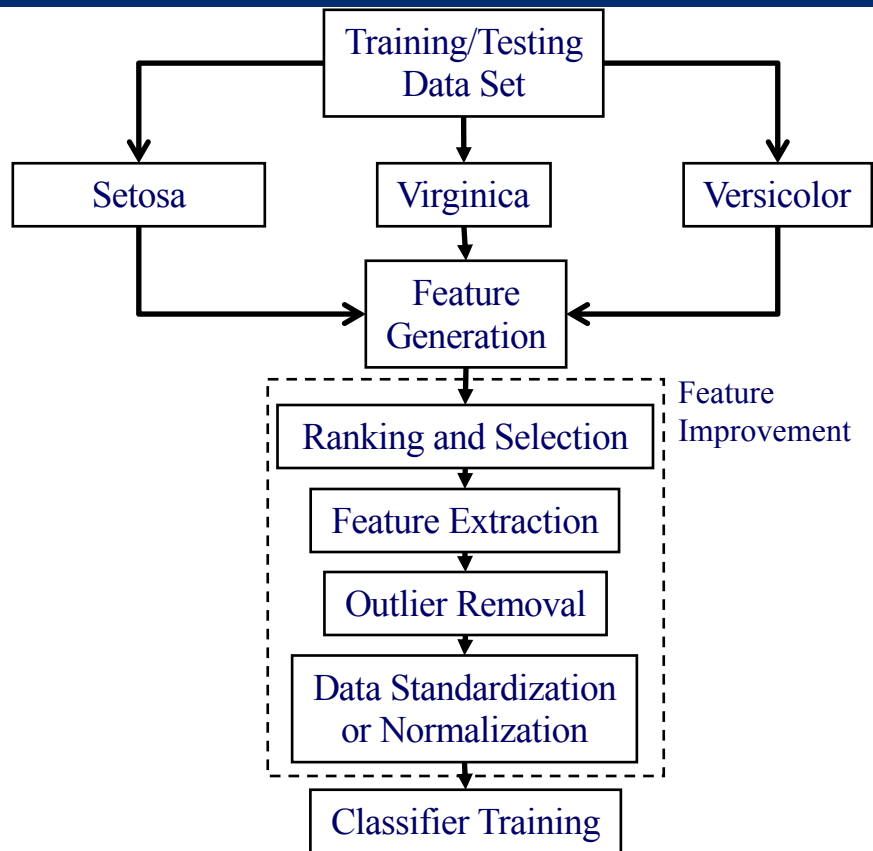 Training/Testing
Data Set
Setosa
Virginica
Versicolor
Feature
Generation
Feature
Improvement
Ranking and Selection
Feature Extraction
Outlier Removal
Data Standardization
or Normalization
Classifier Training